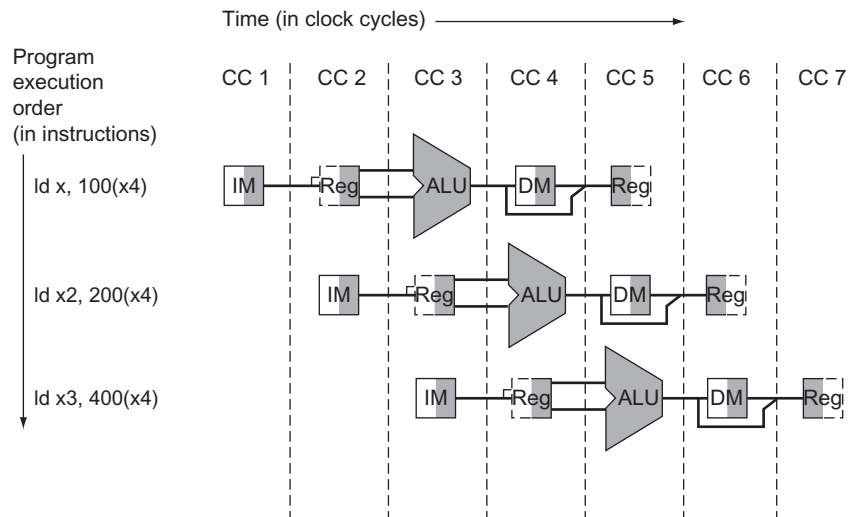 Time (in clock cycles)
Program
execution
order
(in instructions)
CC 1 CC 2 CC 3 CC 4 CC 5 CC 6 CC 7
ld x, 100(x4)
IM Reg ALU DM Reg
ld x2, 200(x4)
IM Reg ALU DM Reg
ld x3, 400(x4)
IM Reg ALU DM Reg